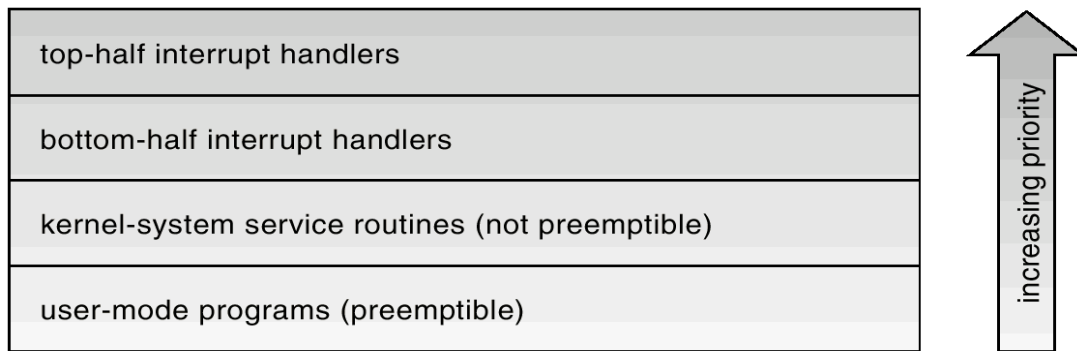 top-half interrupt handlers
bottom-half interrupt handlers
kernel-system service routines (not preemptible)
user-mode programs (preemptible)
increasing priority